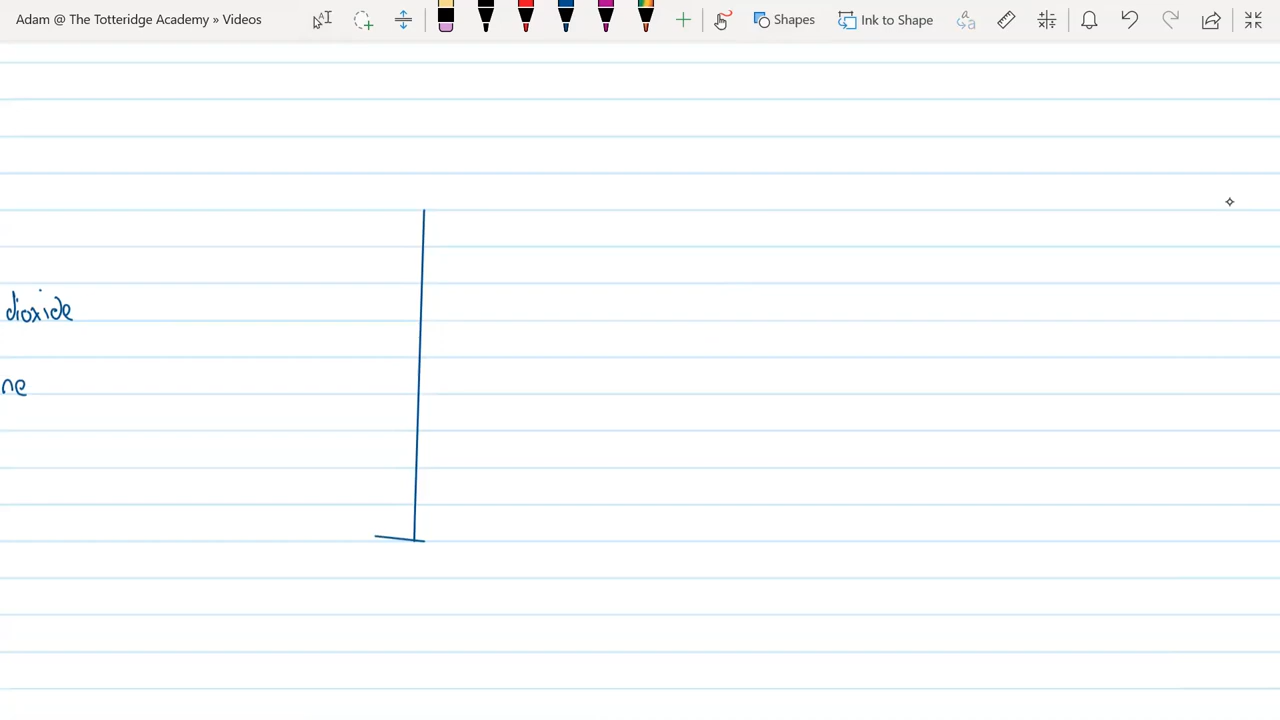 Adam @ The Totteridge Academy » Videos
Shapes
Ink to Shape
dioxide
ne